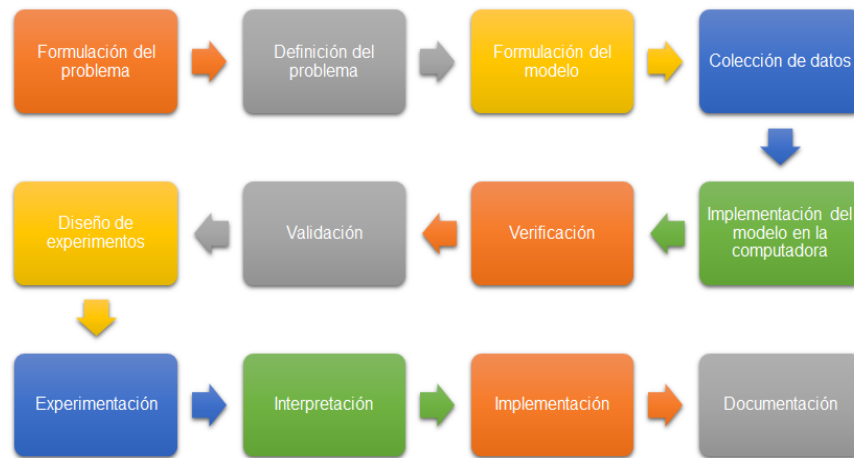 Formulación del
problema
Definición del
problema
Formulación del
modelo
Colección de datos
Diseño de
experimentos
Validación
Verificación
Implementación del
modelo en la
computadora
Experimentación
Interpretación
Implementación
Documentación